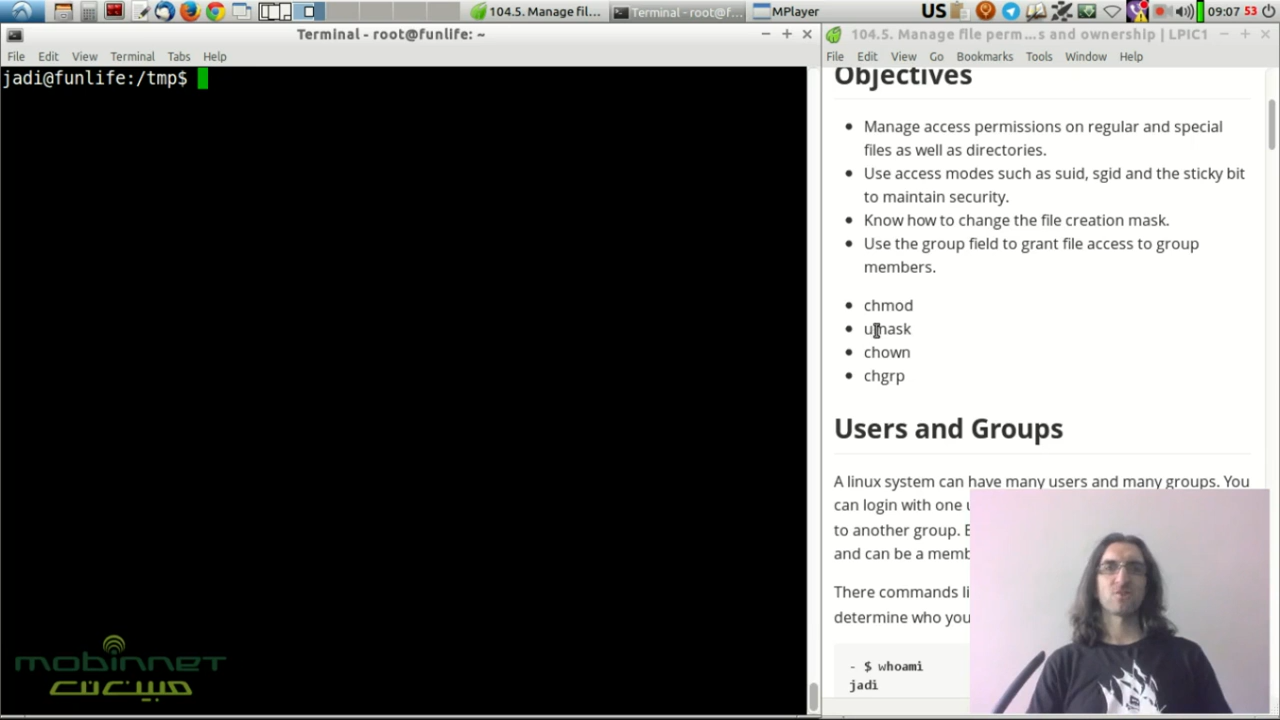 104.5. Manage fil...
Terminal - root@f...
MPlayer
US
09:07 53
Terminal - root@funlife: ~
File Edit View Terminal Tabs Help
jadi@funlife:/tmp$
104.5. Manage file perm...s and ownership | LPIC1
File Edit View Go Bookmarks Tools Window Help
Objectives
Manage access permissions on regular and special
files as well as directories.
Use access modes such as suid, sgid and the sticky bit
to maintain security.
Know how to change the file creation mask.
Use the group field to grant file access to group
members.
chmod
umask
chown
chgrp
Users and Groups
A linux system can have many users and many groups. You
can login with one
to another group.
and can be a memb
There commands li
determine who you
- $ whoami
jadi
mobinnet
مبین نت